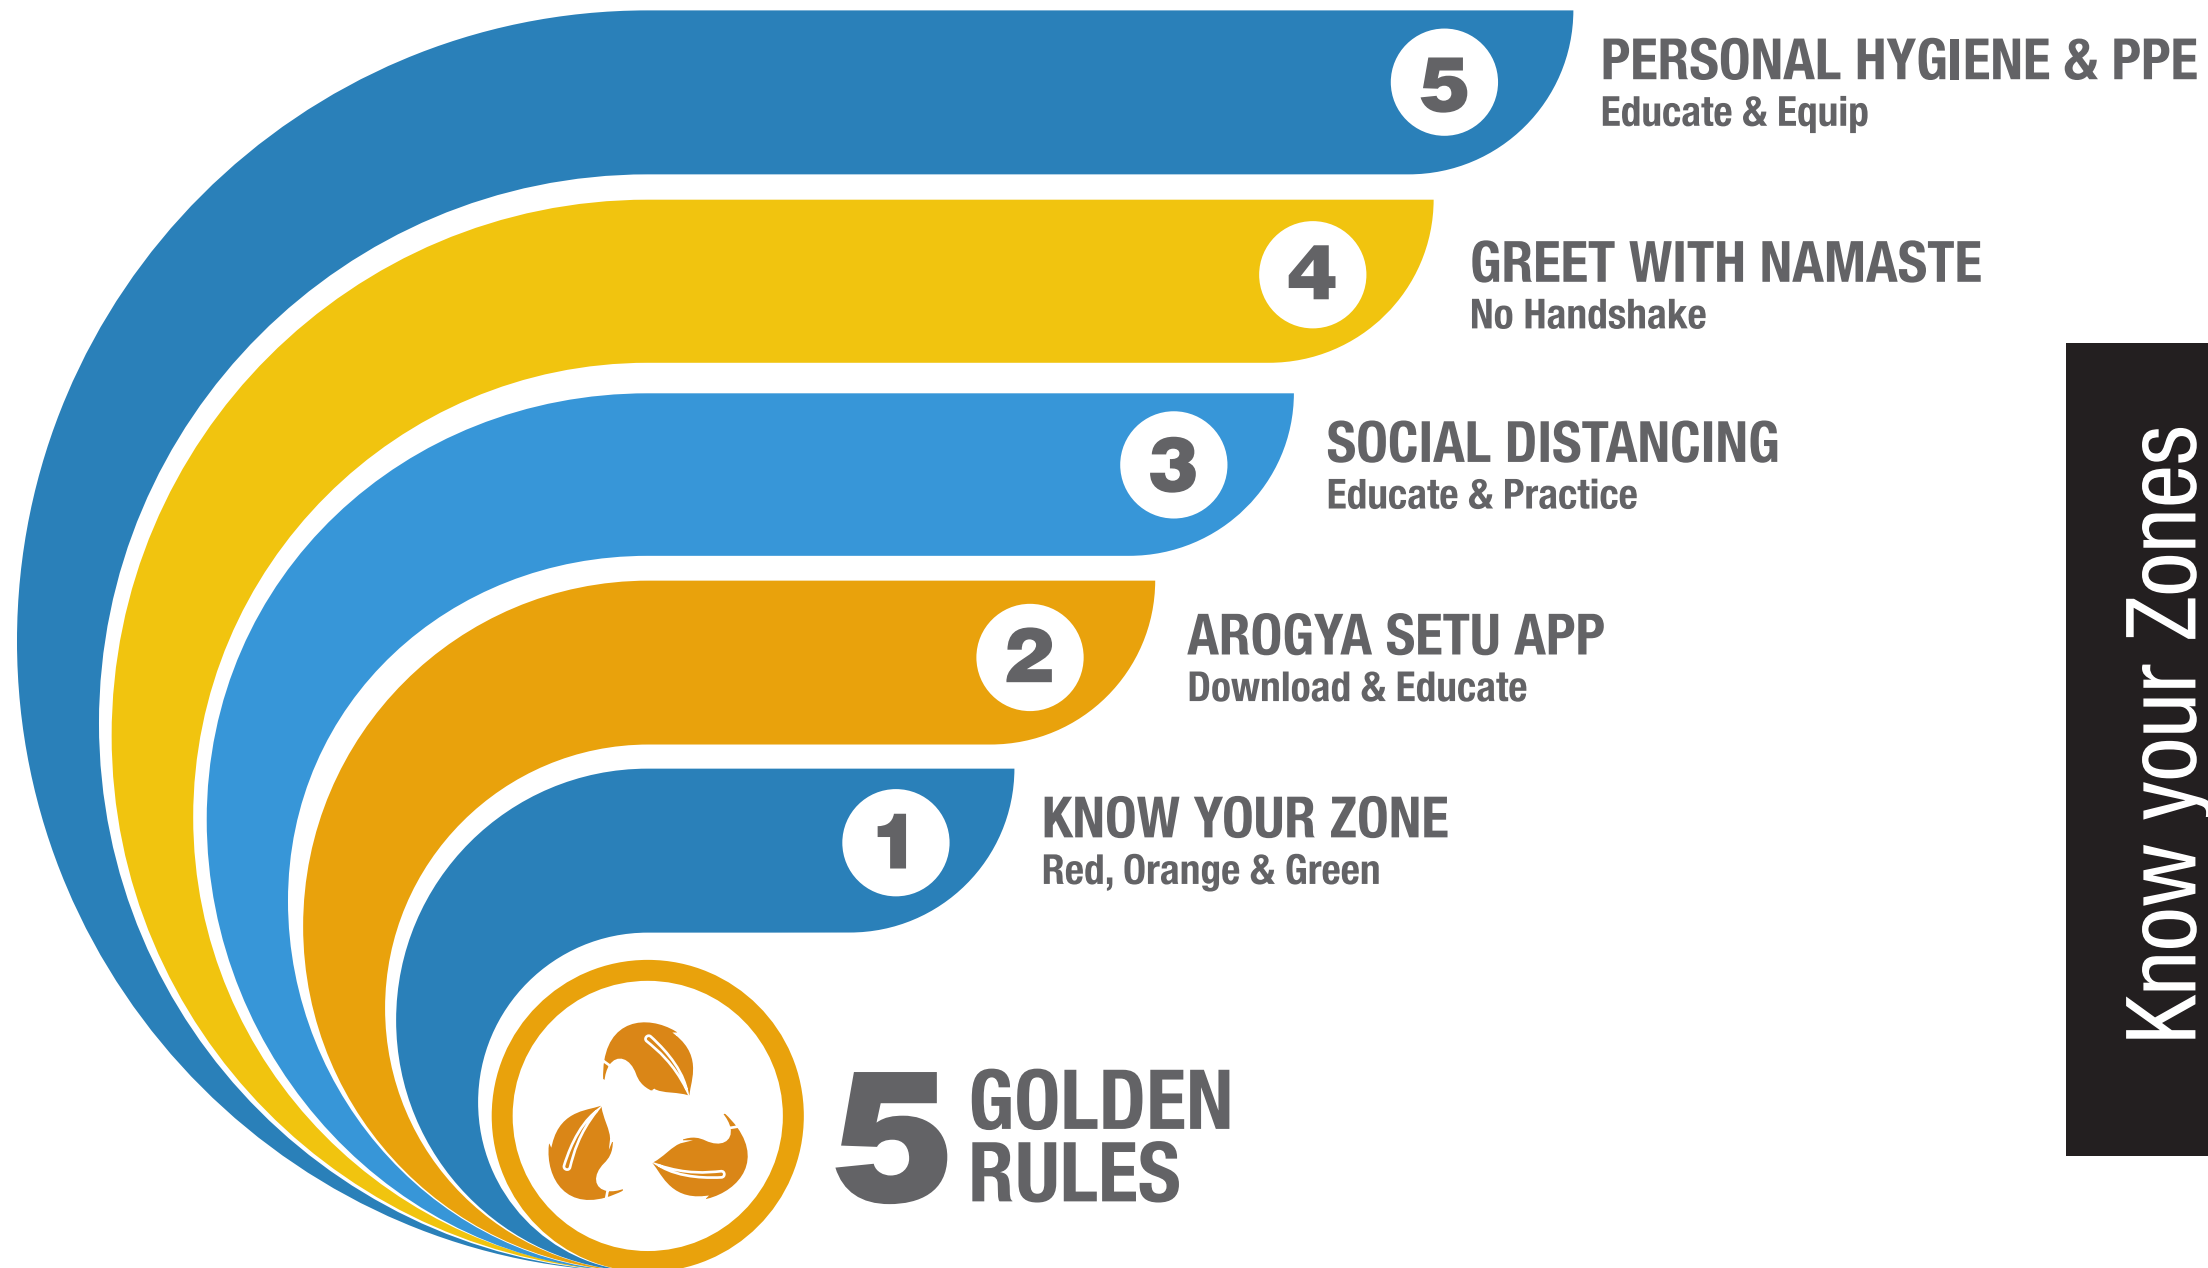 5
PERSONAL HYGIENE & PPE
Educate & Equip
4
GREET WITH NAMASTE
No Handshake
3
SOCIAL DISTANCING
Educate & Practice
2
AROGYA SETU APP
Download & Educate
1
KNOW YOUR ZONE
Red, Orange & Green
5 GOLDEN
RULES
Know your Zones